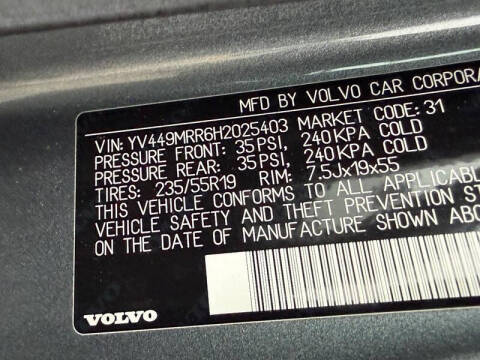 MFD BY VOLVO CAR CORPORA
VIN: YV449MRR6H2025403 MARKET CODE: 31
PRESSURE FRONT: 35PSI, 240KPA COLD
PRESSURE REAR: 35PSI, 240KPA COLD
TIRES: 235/55R19 RIM: 7.5Jx19x55
THIS VEHICLE CONFORMS TO ALL APPLICABLE
VEHICLE SAFETY AND THEFT PREVENTION ST
ON THE DATE OF MANUFACTURE SHOWN ABO
VOLVO